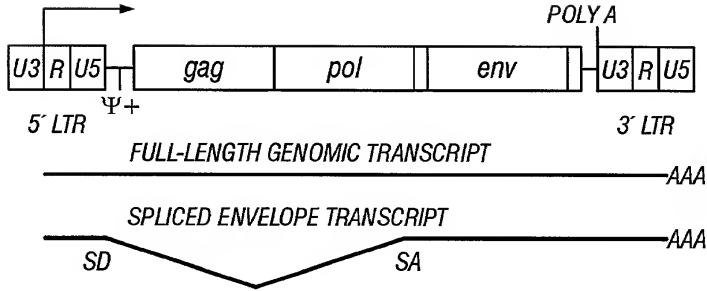 POLY A
U3 R U5 gag pol env U3 R U5
Ψ+
5´ LTR 3´ LTR
FULL-LENGTH GENOMIC TRANSCRIPT
AAA
SPLICED ENVELOPE TRANSCRIPT
AAA
SD SA